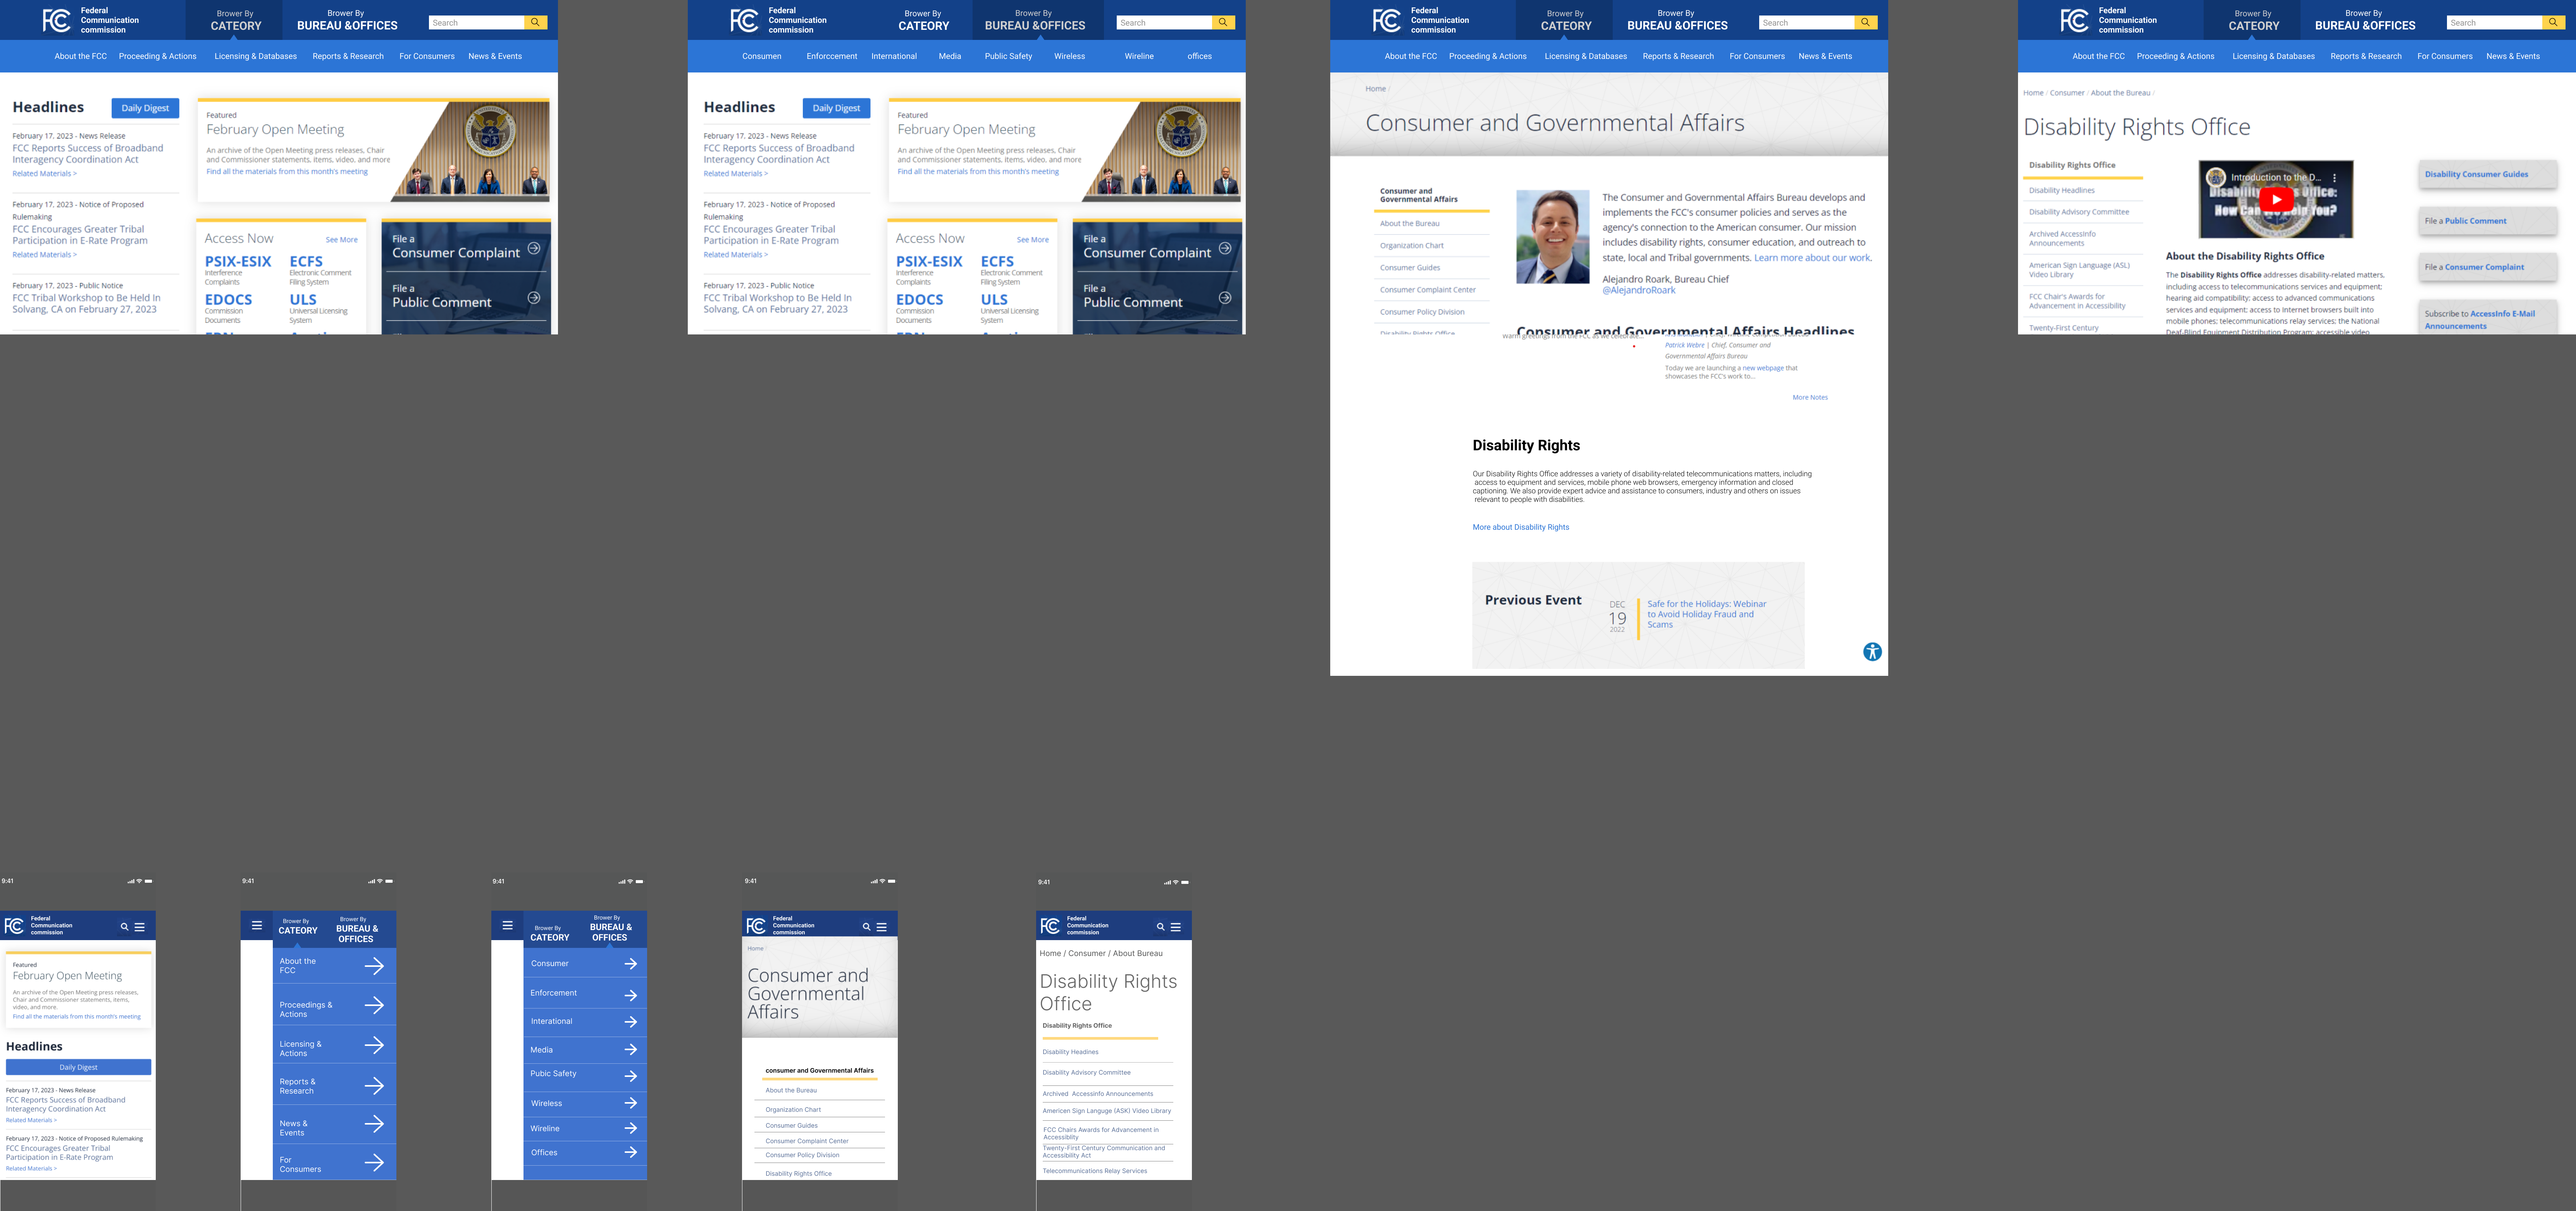 Federal
Communication
commission
Brower By
CATEORY
Brower By
BUREAU &OFFICES
Search
About the FCC
Proceeding & Actions
Licensing & Databases
Reports & Research
For Consumers
News & Events
Headlines
Daily Digest
February 17, 2023 - News Release
FCC Reports Success of Broadband
Interagency Coordination Act
Related Materials >
February 17, 2023 - Notice of Proposed
Rulemaking
FCC Encourages Greater Tribal
Participation in E-Rate Program
Related Materials >
February 17, 2023 - Public Notice
FCC Tribal Workshop to Be Held In
Solvang, CA on February 27, 2023
Featured
February Open Meeting
An archive of the Open Meeting press releases, Chair
and Commissioner statements, items, video, and more
Find all the materials from this month's meeting
Access Now
See More
PSIX-ESIX
Interference
Complaints
ECFS
Electronic Comment
Filing System
EDOCS
Commission
Documents
ULS
Universal Licensing
System
File a
Consumer Complaint
File a
Public Comment
Federal
Communication
commission
Brower By
CATEORY
Brower By
BUREAU &OFFICES
Search
Consumen
Enforccement
International
Media
Public Safety
Wireless
Wireline
offices
Headlines
Daily Digest
February 17, 2023 - News Release
FCC Reports Success of Broadband
Interagency Coordination Act
Related Materials >
February 17, 2023 - Notice of Proposed
Rulemaking
FCC Encourages Greater Tribal
Participation in E-Rate Program
Related Materials >
February 17, 2023 - Public Notice
FCC Tribal Workshop to Be Held In
Solvang, CA on February 27, 2023
Featured
February Open Meeting
An archive of the Open Meeting press releases, Chair
and Commissioner statements, items, video, and more
Find all the materials from this month's meeting
Access Now
See More
PSIX-ESIX
Interference
Complaints
ECFS
Electronic Comment
Filing System
EDOCS
Commission
Documents
ULS
Universal Licensing
System
File a
Consumer Complaint
File a
Public Comment
Federal
Communication
commission
Brower By
CATEORY
Brower By
BUREAU &OFFICES
Search
About the FCC
Proceeding & Actions
Licensing & Databases
Reports & Research
For Consumers
News & Events
Home /
Consumer and Governmental Affairs
Consumer and
Governmental Affairs
About the Bureau
Organization Chart
Consumer Guides
Consumer Complaint Center
Consumer Policy Division
Disability Rights Office
The Consumer and Governmental Affairs Bureau develops and
implements the FCC's consumer policies and serves as the
agency's connection to the American consumer. Our mission
includes disability rights, consumer education, and outreach to
state, local and Tribal governments. Learn more about our work.
Alejandro Roark, Bureau Chief
@AlejandroRoark
Consumer and Governmental Affairs Headlines
warm greetings from the FCC as we celebrate...
Patrick Webre | Chief, Consumer and
Governmental Affairs Bureau
Today we are launching a new webpage that
showcases the FCC's work to...
More Notes
Disability Rights
Our Disability Rights Office addresses a variety of disability-related telecommunications matters, including
access to equipment and services, mobile phone web browsers, emergency information and closed
captioning. We also provide expert advice and assistance to consumers, industry and others on issues
relevant to people with disabilities.
More about Disability Rights
Previous Event
DEC
19
2022
Safe for the Holidays: Webinar
to Avoid Holiday Fraud and
Scams
Federal
Communication
commission
Brower By
CATEORY
Brower By
BUREAU &OFFICES
Search
About the FCC
Proceeding & Actions
Licensing & Databases
Reports & Research
For Consumers
News & Events
Home / Consumer / About the Bureau /
Disability Rights Office
Disability Rights Office
Disability Headlines
Disability Advisory Committee
Archived AccessInfo
Announcements
American Sign Language (ASL)
Video Library
FCC Chair's Awards for
Advancement in Accessibility
Twenty-First Century
Introduction to the D...
Disability Rights Office:
How Can We Help You?
About the Disability Rights Office
The Disability Rights Office addresses disability-related matters,
including access to telecommunications services and equipment;
hearing aid compatibility; access to advanced communications
services and equipment; access to Internet browsers built into
mobile phones; telecommunications relay services; the National
Deaf-Blind Equipment Distribution Program; accessible video
Disability Consumer Guides
File a Public Comment
File a Consumer Complaint
Subscribe to AccessInfo E-Mail
Announcements
9:41
Federal
Communication
commission
Featured
February Open Meeting
An archive of the Open Meeting press releases,
Chair and Commissioner statements, items,
video, and more.
Find all the materials from this month's meeting
Headlines
Daily Digest
February 17, 2023 - News Release
FCC Reports Success of Broadband
Interagency Coordination Act
Related Materials >
February 17, 2023 - Notice of Proposed Rulemaking
FCC Encourages Greater Tribal
Participation in E-Rate Program
Related Materials >
9:41
Brower By
CATEORY
Brower By
BUREAU &
OFFICES
About the
FCC
Proceedings &
Actions
Licensing &
Actions
Reports &
Research
News &
Events
For
Consumers
9:41
Brower By
CATEORY
Brower By
BUREAU &
OFFICES
Consumer
Enforcement
Interational
Media
Pubic Safety
Wireless
Wireline
Offices
9:41
Federal
Communication
commission
Home /
Consumer and
Governmental
Affairs
consumer and Governmental Affairs
About the Bureau
Organization Chart
Consumer Guides
Consumer Complaint Center
Consumer Policy Division
Disability Rights Office
9:41
Federal
Communication
commission
Home / Consumer / About Bureau
Disability Rights
Office
Disability Rights Office
Disability Headines
Disability Advisory Committee
Archived Accessinfo Announcements
American Sign Languge (ASK) Video Library
FCC Chairs Awards for Advancement in
Accessiblity
Twenty-First Century Communication and
Accessibility Act
Telecommunications Relay Services